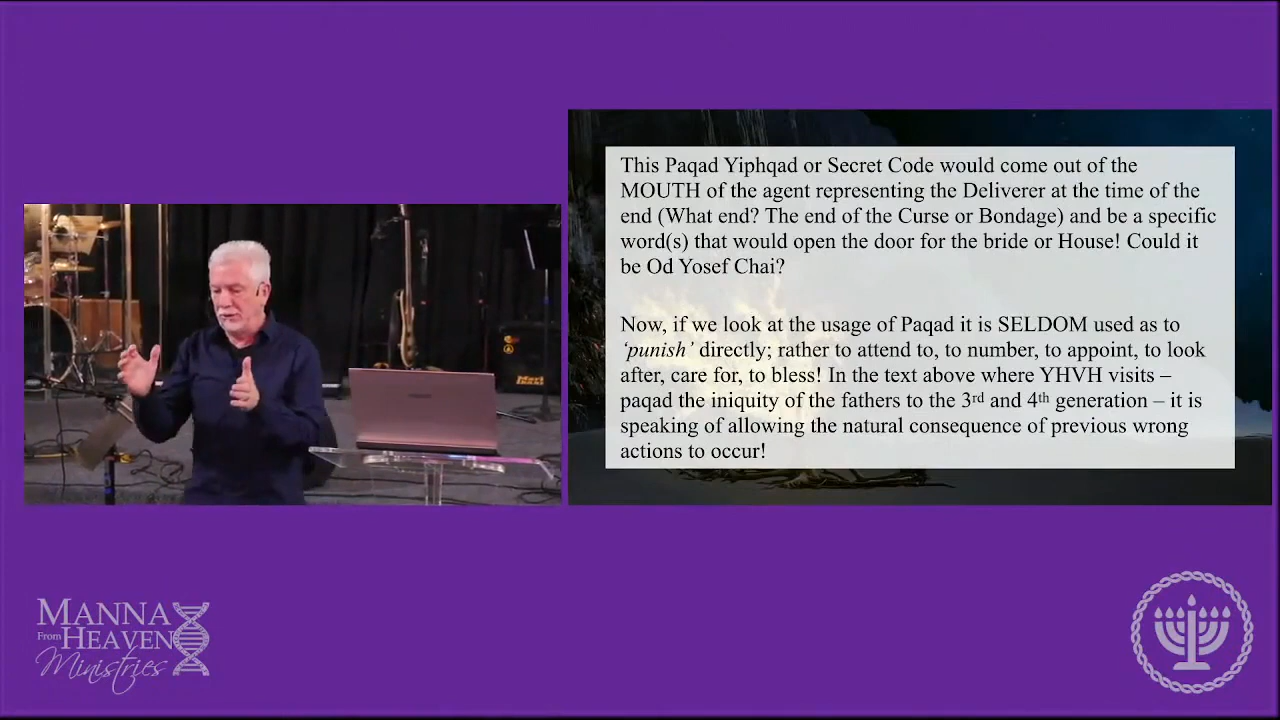 This Paqad Yiphqad or Secret Code would come out of the
MOUTH of the agent representing the Deliverer at the time of the
end (What end? The end of the Curse or Bondage) and be a specific
word(s) that would open the door for the bride or House! Could it
be Od Yosef Chai?
Now, if we look at the usage of Paqad it is SELDOM used as to
‘punish’ directly; rather to attend to, to number, to appoint, to look
after, care for, to bless! In the text above where YHVH visits –
paqad the iniquity of the fathers to the 3rd and 4th generation – it is
speaking of allowing the natural consequence of previous wrong
actions to occur!
MANNA
From
HEAVEN
Ministries